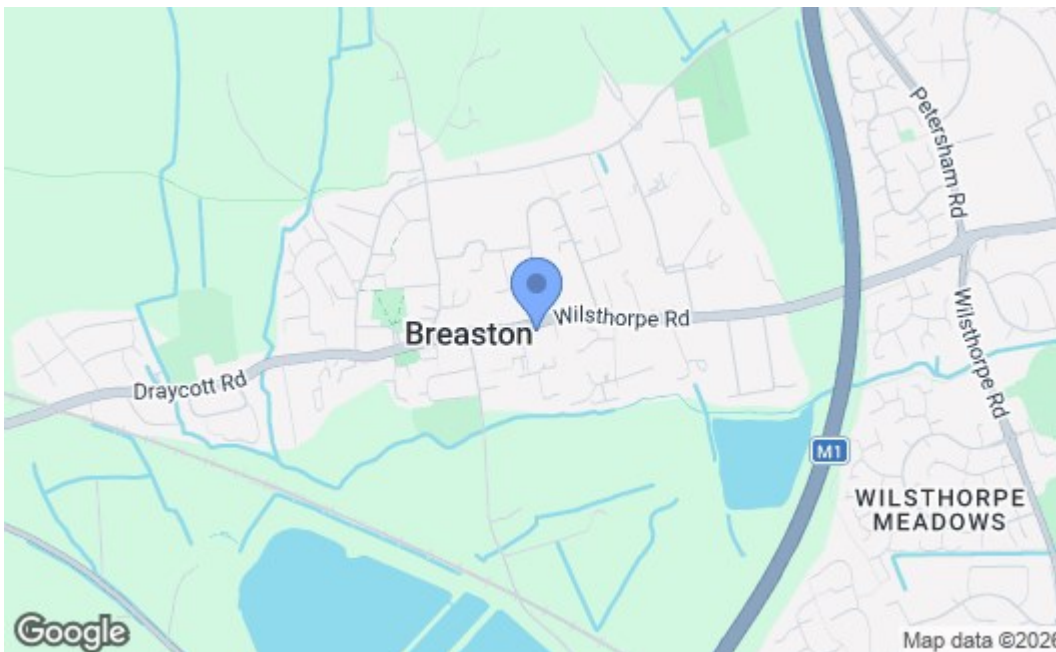 Petersham Rd
Wilsthorpe Rd
Breaston
Wilsthorpe Rd
Draycott Rd
M1
WILSTHORPE
MEADOWS
Google
Map data ©2026